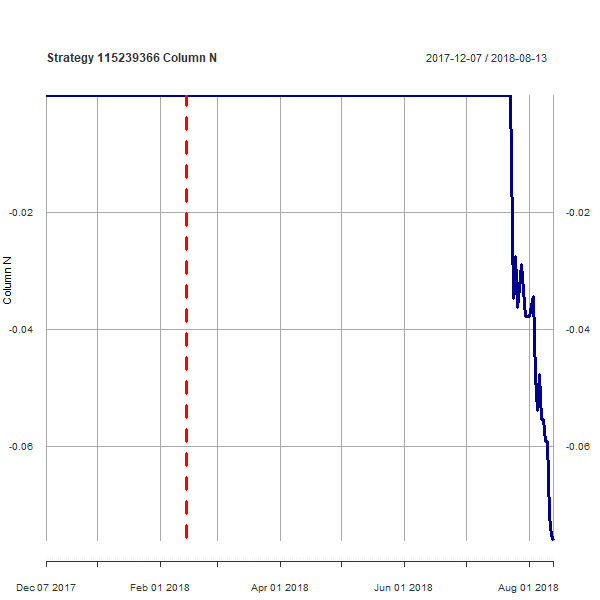 Strategy 115239366 Column N
2017-12-07 / 2018-08-13
-0.02
-0.02
Column N
-0.04
-0.04
-0.06
-0.06
Dec 07 2017
Feb 01 2018
Apr 01 2018
Jun 01 2018
Aug 01 2018